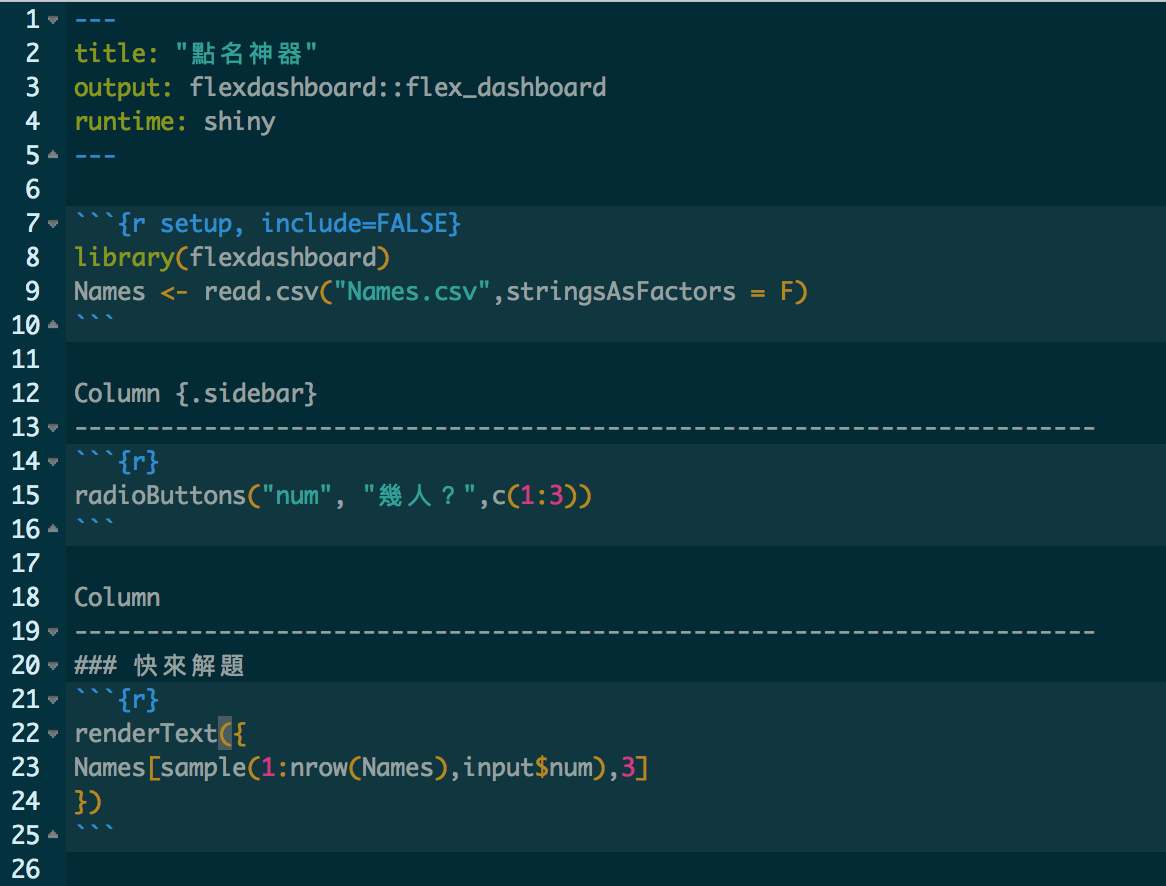 1 ---
2 title: "點名神器"
3 output: flexdashboard::flex_dashboard
4 runtime: shiny
5 ---
6
7 ```{r setup, include=FALSE}
8 library(flexdashboard)
9 Names <- read.csv("Names.csv",stringsAsFactors = F)
10 ```
11
12 Column {.sidebar}
13 -----------------------------------------------------------------------
14 ```{r}
15 radioButtons("num", "幾人？",c(1:3))
16 ```
17
18 Column
19 -----------------------------------------------------------------------
20 ### 快來解題
21 ```{r}
22 renderText({
23 Names[sample(1:nrow(Names),input$num),3]
24 })
25 ```
26